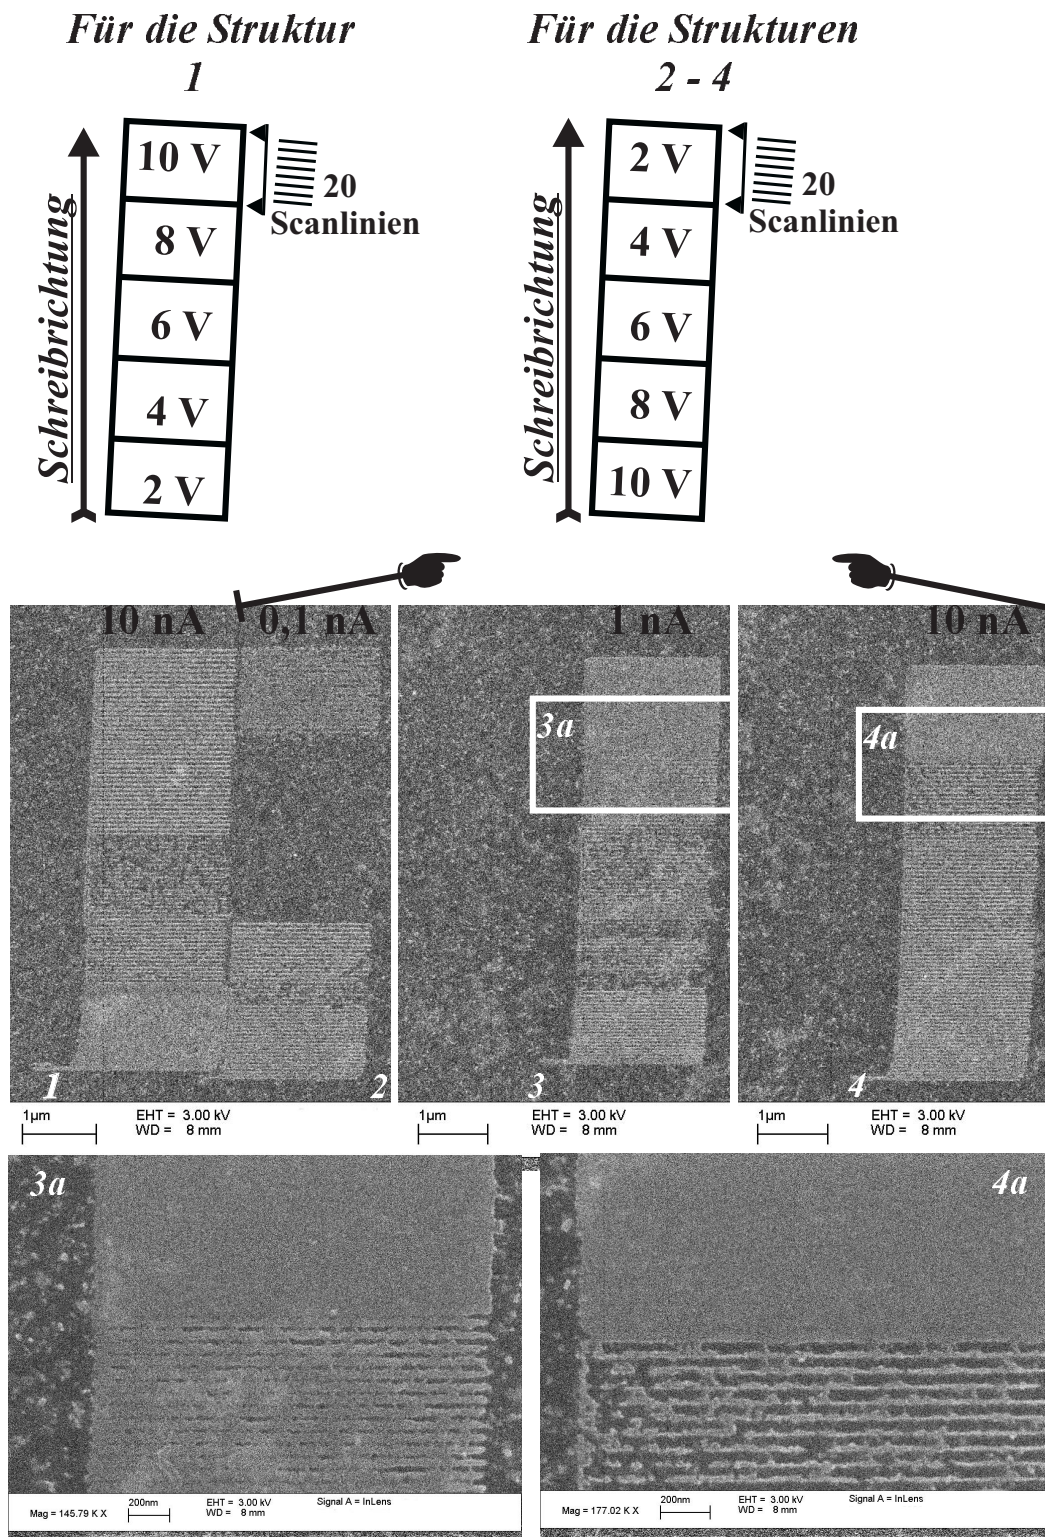 Für die Struktur
1
Für die Strukturen
2 - 4
Schreibrichtung
10 V
8 V
6 V
4 V
2 V
20
Scanlinien
Schreibrichtung
2 V
4 V
6 V
8 V
10 V
20
Scanlinien
10 nA 0,1 nA
1 nA
10 nA
3a
4a
1
2
3
4
1µm
EHT = 3.00 kV
WD = 8 mm
1µm
EHT = 3.00 kV
WD = 8 mm
1µm
EHT = 3.00 kV
WD = 8 mm
3a
4a
Mag = 145.79 K X
200nm
EHT = 3.00 kV
WD = 8 mm
Signal A = InLens
Mag = 177.02 K X
200nm
EHT = 3.00 kV
WD = 8 mm
Signal A = InLens